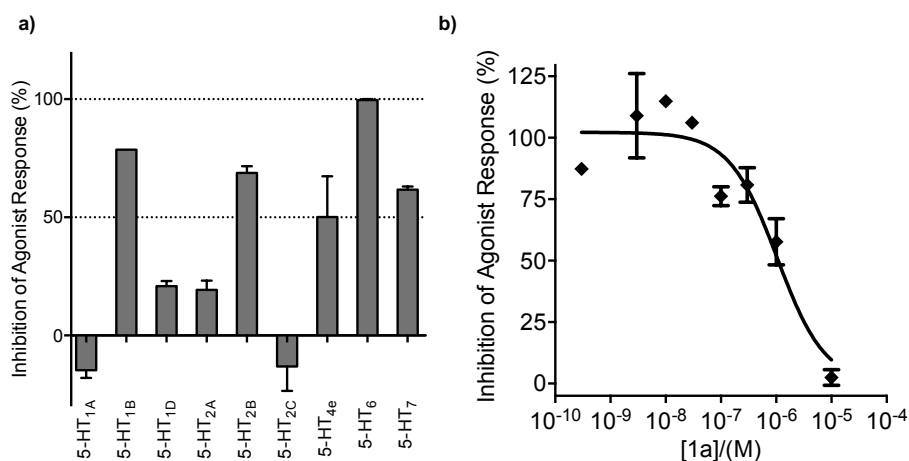 a)
Inhibition of Agonist Response (%)
100
50
0
5-HT1A
5-HT1B
5-HT1D
5-HT2A
5-HT2B
5-HT2C
5-HT4e
5-HT6
5-HT7
b)
Inhibition of Agonist Response (%)
125
100
75
50
25
0
10-10 10-9 10-8 10-7 10-6 10-5 10-4
[1a]/(M)